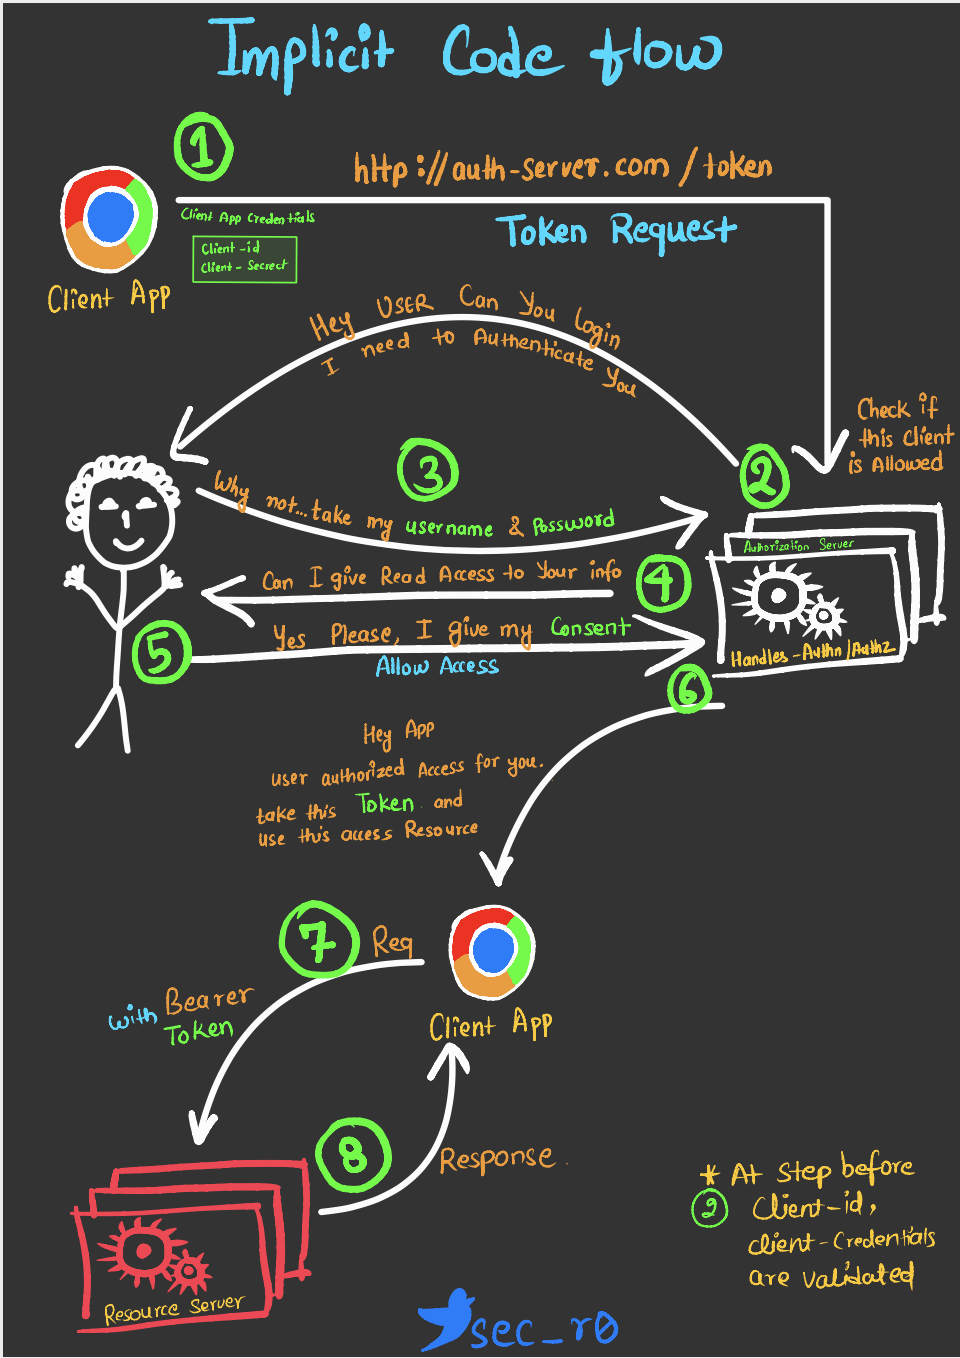 Implicit Code flow
1
http://auth-server.com/token
Client App Credentials
Client-id
Client-Secrect
Token Request
Client App
Hey USER Can You Login
I need to Authenticate You
Check if
this Client
is Allowed
2
3
Why not...take my username & Password
Authorization Server
Handles-Authn/Authz
Can I give Read Access to Your info
4
5
Yes Please, I give my Consent
Allow Access
6
Hey App
user authorized Access for you.
take this Token and
use this access Resource
7
Req
with Bearer
Token
Client App
8
Response.
Resource Server
* At step before
2 Client-id,
client-Credentials
are validated
sec_r0